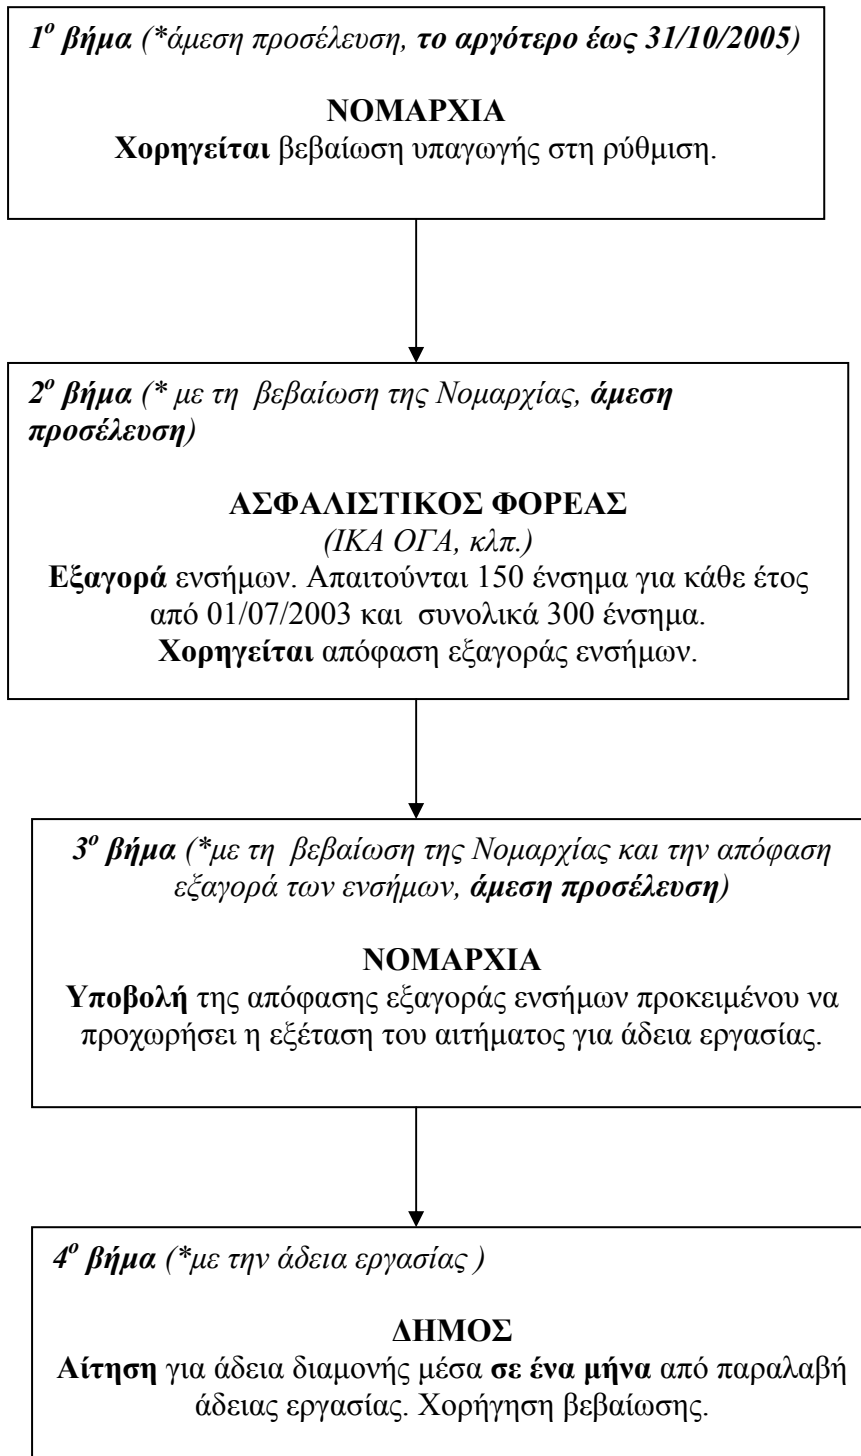 1ο βήμα (*άμεση προσέλευση, το αργότερο έως 31/10/2005)
ΝΟΜΑΡΧΙΑ
Χορηγείται βεβαίωση υπαγωγής στη ρύθμιση.
2ο βήμα (* με τη βεβαίωση της Νομαρχίας, άμεση
προσέλευση)
ΑΣΦΑΛΙΣΤΙΚΟΣ ΦΟΡΕΑΣ
(ΙΚΑ ΟΓΑ, κλπ.)
Εξαγορά ενσήμων. Απαιτούνται 150 ένσημα για κάθε έτος
από 01/07/2003 και συνολικά 300 ένσημα.
Χορηγείται απόφαση εξαγοράς ενσήμων.
3ο βήμα (*με τη βεβαίωση της Νομαρχίας και την απόφαση
εξαγορά των ενσήμων, άμεση προσέλευση)
ΝΟΜΑΡΧΙΑ
Υποβολή της απόφασης εξαγοράς ενσήμων προκειμένου να
προχωρήσει η εξέταση του αιτήματος για άδεια εργασίας.
4ο βήμα (*με την άδεια εργασίας )
ΔΗΜΟΣ
Αίτηση για άδεια διαμονής μέσα σε ένα μήνα από παραλαβή
άδειας εργασίας. Χορήγηση βεβαίωσης.